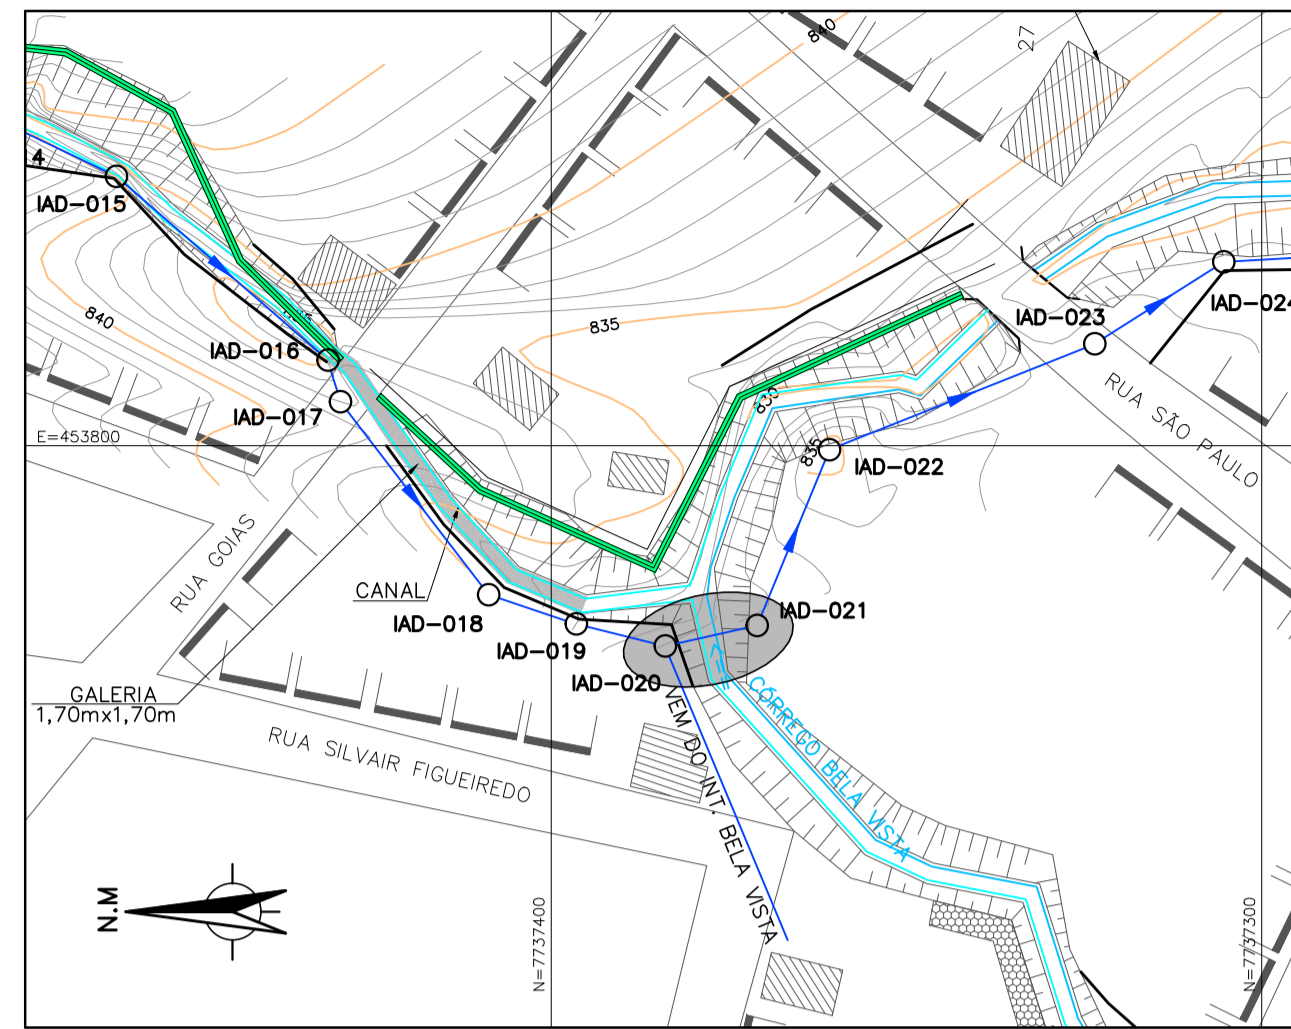 840
27
4
IAD-015
840
835
IAD-016
IAD-017
IAD-023
IAD-024
E=453800
835
IAD-022
RUA SÃO PAULO
RUA GOIAS
CANAL
IAD-018
IAD-019
IAD-020
IAD-021
GALERIA
1,70mx1,70m
RUA SILVAIR FIGUEIREDO
VEM DO INT. BELA VISTA
CÓRREGO BELA VISTA
N.M
N=7737400
N=7737300